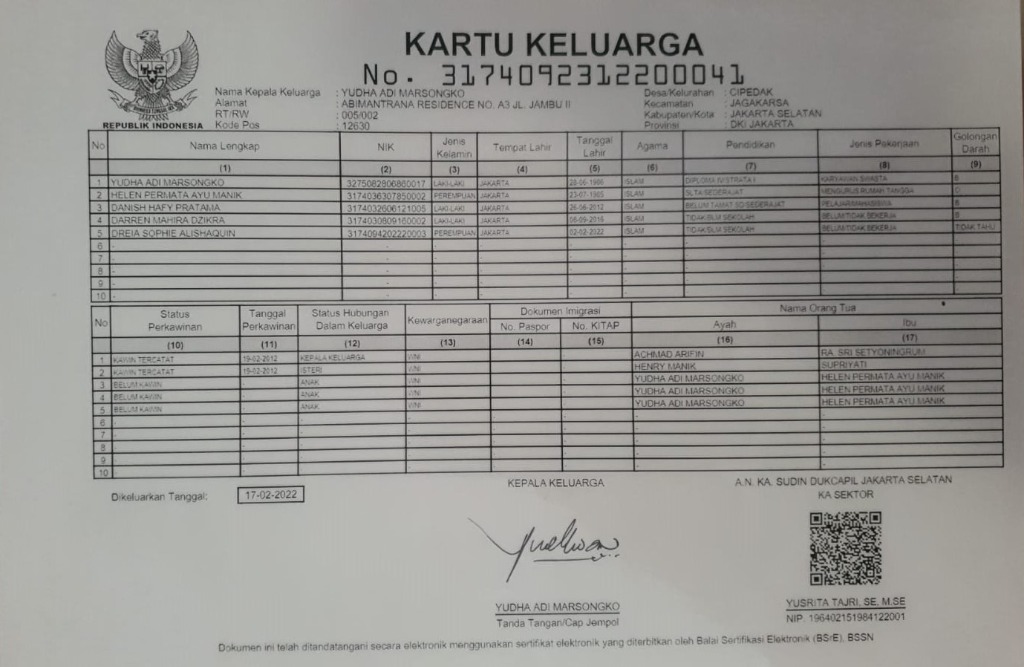 KARTU KELUARGA
No. 3174092312200041
REPUBLIK INDONESIA
Nama Kepala Keluarga : YUDHA ADI MARSONGKO
Alamat : ABIMANTRANA RESIDENCE NO. A3 JL. JAMBU II
RT/RW : 005/002
Kode Pos : 12630
Desa/Kelurahan : CIPEDAK
Kecamatan : JAGAKARSA
Kabupaten/Kota : JAKARTA SELATAN
Provinsi : DKI JAKARTA
No Nama Lengkap NIK Jenis Kelamin Tempat Lahir Tanggal Lahir Agama Pendidikan Jenis Pekerjaan Golongan Darah
(1) (2) (3) (4) (5) (6) (7) (8) (9)
1 YUDHA ADI MARSONGKO 3275082806860017 LAKI-LAKI JAKARTA 28-06-1986 ISLAM DIPLOMA IV/STRATA I KARYAWAN SWASTA B
2 HELEN PERMATA AYU MANIK 3174036307850002 PEREMPUAN JAKARTA 23-07-1985 ISLAM SLTA/SEDERAJAT MENGURUS RUMAH TANGGA O
3 DANISH HAFY PRATAMA 3174032606121005 LAKI-LAKI JAKARTA 26-06-2012 ISLAM BELUM TAMAT SD/SEDERAJAT PELAJAR/MAHASISWA B
4 DARREN MAHIRA DZIKRA 3174030809160002 LAKI-LAKI JAKARTA ISLAM TIDAK/BLM SEKOLAH BELUM/TIDAK BEKERJA B
5 DREIA SOPHIE ALISHAQUIN 3174094202220003 PEREMPUAN JAKARTA 02-02-2022 ISLAM TIDAK/BLM SEKOLAH BELUM/TIDAK BEKERJA TIDAK TAHU
6 - - - -
7 - - - -
8 - - - -
9 - - - -
10 - - - -
No Status Perkawinan Tanggal Perkawinan Status Hubungan Dalam Keluarga Kewarganegaraan Dokumen Imigrasi Nama Orang Tua
No. Paspor No. KITAP Ayah Ibu
(10) (11) (12) (13) (14) (15) (16) (17)
1 KAWIN TERCATAT 19-02-2012 KEPALA KELUARGA WNI ACHMAD ARIFIN RA. SRI SETYONINGRUM
2 KAWIN TERCATAT 19-02-2012 ISTERI WNI HENRY MANIK SUPRIYATI
3 BELUM KAWIN ANAK WNI YUDHA ADI MARSONGKO HELEN PERMATA AYU MANIK
4 BELUM KAWIN ANAK WNI YUDHA ADI MARSONGKO HELEN PERMATA AYU MANIK
5 BELUM KAWIN ANAK WNI YUDHA ADI MARSONGKO HELEN PERMATA AYU MANIK
6 - - - -
7 - - - -
8 - - - -
9 - - - -
10 - - - -
Dikeluarkan Tanggal: 17-02-2022
KEPALA KELUARGA
A.N. KA. SUDIN DUKCAPIL JAKARTA SELATAN
KA SEKTOR
YUDHA ADI MARSONGKO
Tanda Tangan/Cap Jempol
YUSRITA TAJRI, SE, M.SE
NIP. 196402151984122001
Dokumen ini telah ditandatangani secara elektronik menggunakan sertifikat elektronik yang diterbitkan oleh Balai Sertifikasi Elektronik (BSrE), BSSN